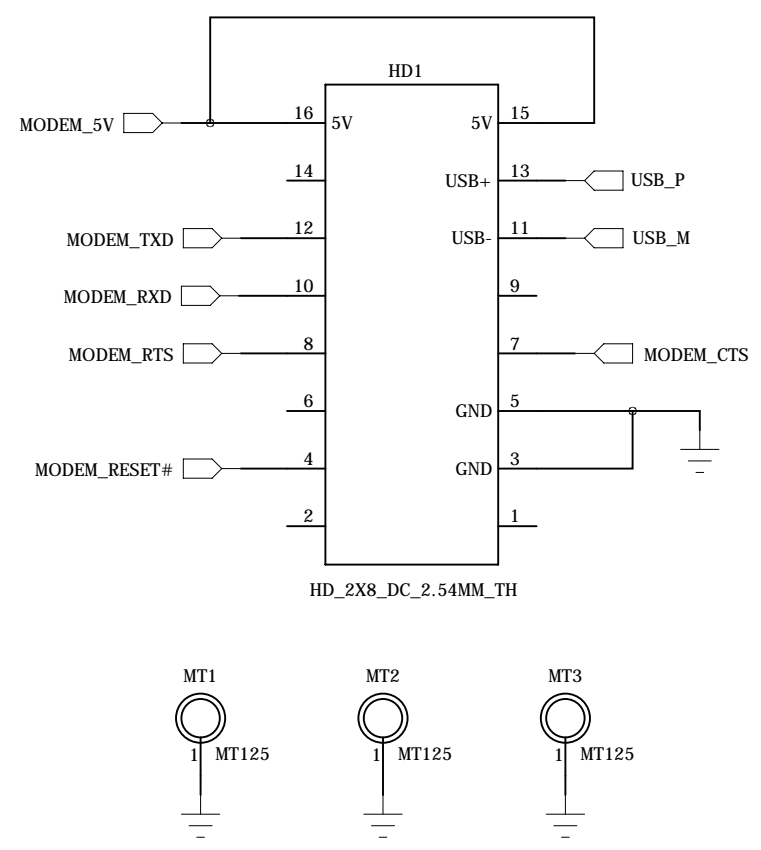 HD1
MODEM_5V 16 5V 5V 15
14 USB+ 13 USB_P
MODEM_TXD 12 USB- 11 USB_M
MODEM_RXD 10 9
MODEM_RTS 8 7 MODEM_CTS
6 GND 5
MODEM_RESET# 4 GND 3
2 1
HD_2X8_DC_2.54MM_TH
MT1 MT2 MT3
1 MT125 1 MT125 1 MT125